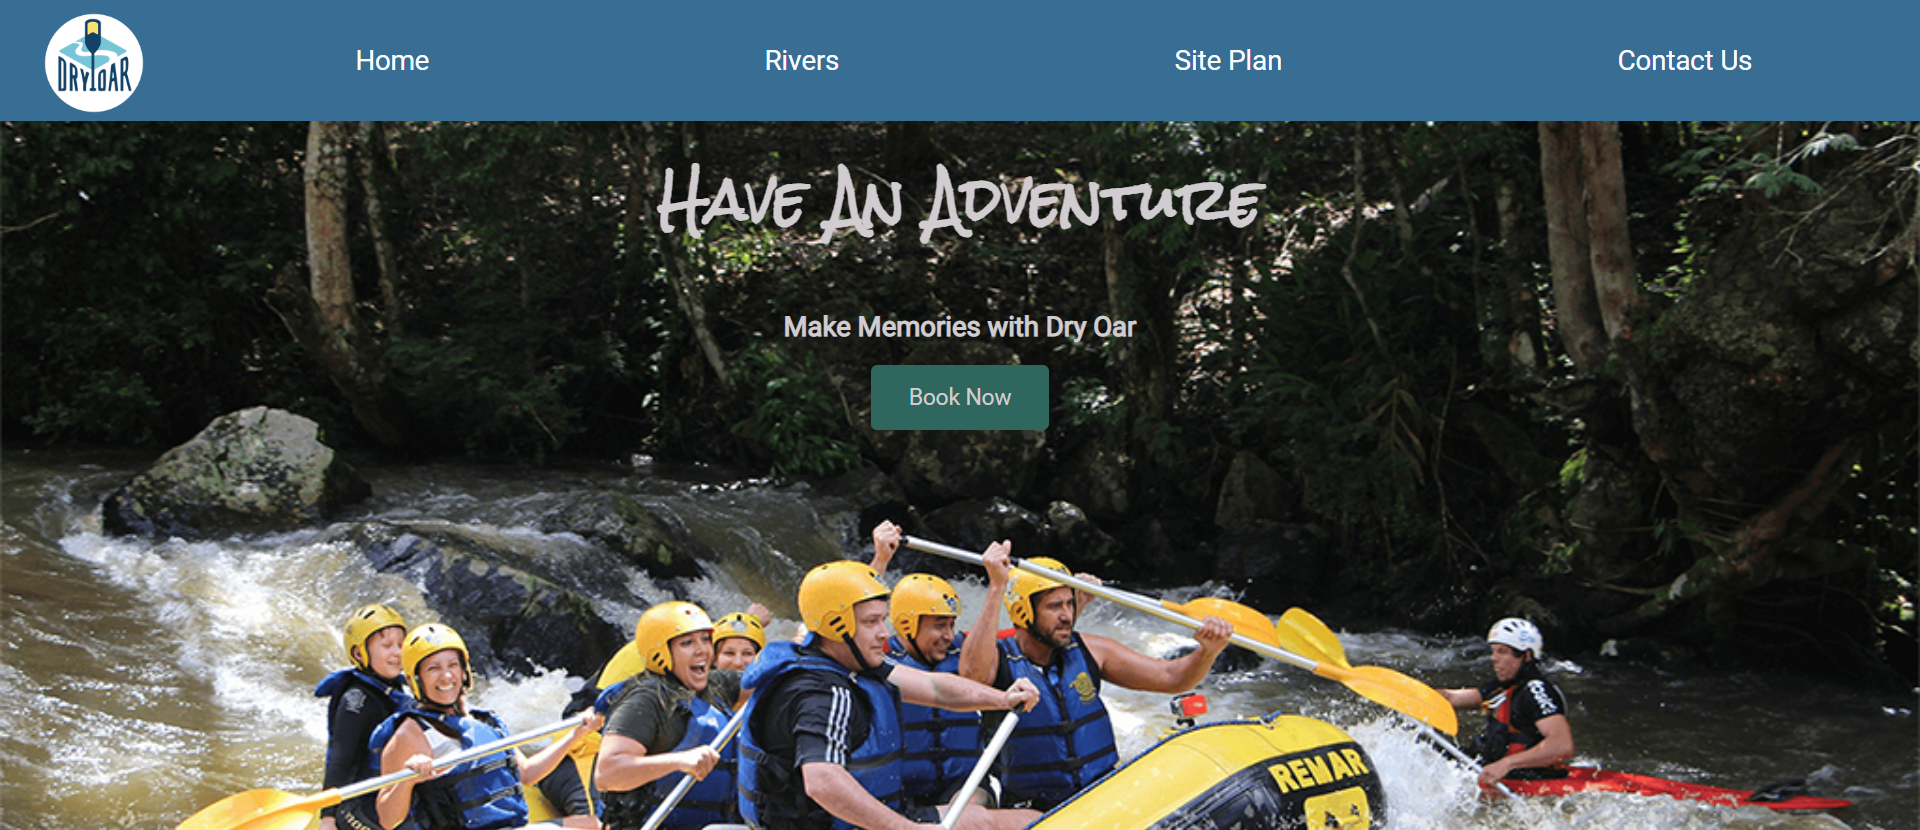 DRY OAR
Home
Rivers
Site Plan
Contact Us
Have An Adventure
Make Memories with Dry Oar
Book Now
REMAR